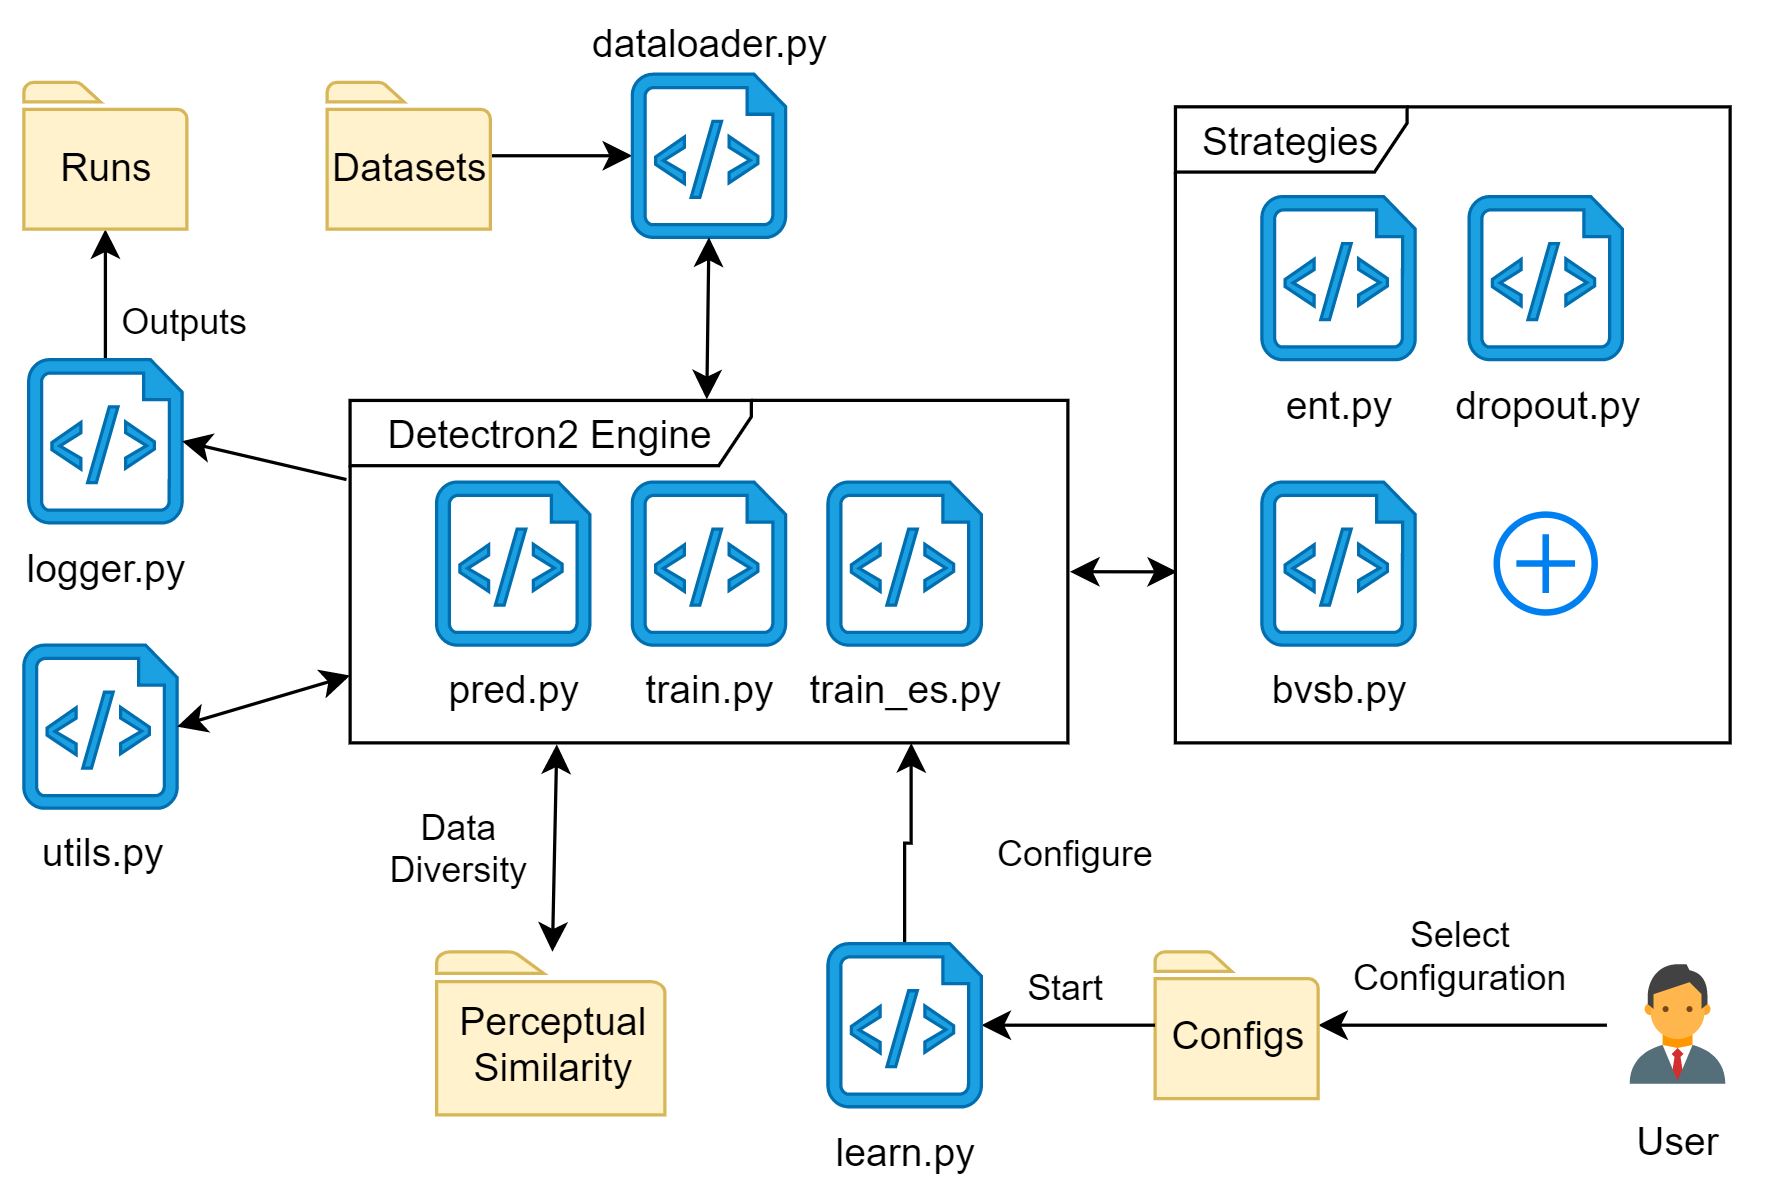 dataloader.py
Runs
Datasets
Strategies
Outputs
ent.py
dropout.py
Detectron2 Engine
logger.py
pred.py
train.py
train_es.py
bvsb.py
utils.py
Data
Diversity
Configure
Select
Configuration
Start
Perceptual
Similarity
Configs
learn.py
User